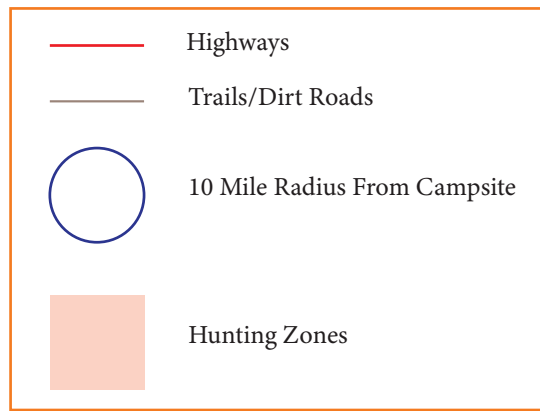 Highways
Trails/Dirt Roads
10 Mile Radius From Campsite
Hunting Zones